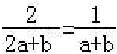 2/(2a+b) = 1/(a+b)